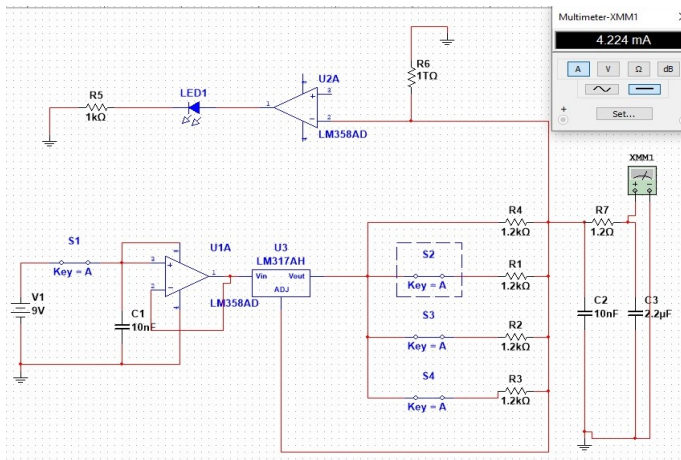 Multimeter-XMM1
4.224 mA
A V Ω dB
+
Set...
XMM1
+ -
R6
1TΩ
U2A
3
+
1
2
−
LM358AD
LED1
R5
1kΩ
R4
1.2kΩ
R7
1.2Ω
S1
Key = A
V1
9V
C1
10nF
U1A
3
+
1
2
−
LM358AD
U3
LM317AH
Vin Vout
ADJ
S2
Key = A
R1
1.2kΩ
S3
Key = A
R2
1.2kΩ
S4
Key = A
R3
1.2kΩ
C2
10nF
C3
2.2µF